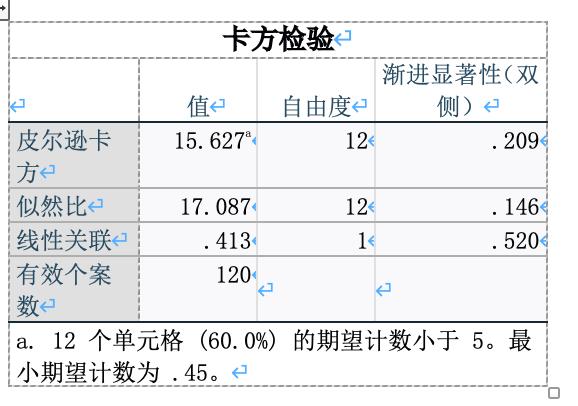 卡方检验
渐进显著性(双
值 自由度 侧)
皮尔逊卡 15.627a 12 .209
方
似然比 17.087 12 .146
线性关联 .413 1 .520
有效个案 120
数
a. 12 个单元格 (60.0%) 的期望计数小于 5。最
小期望计数为 .45。